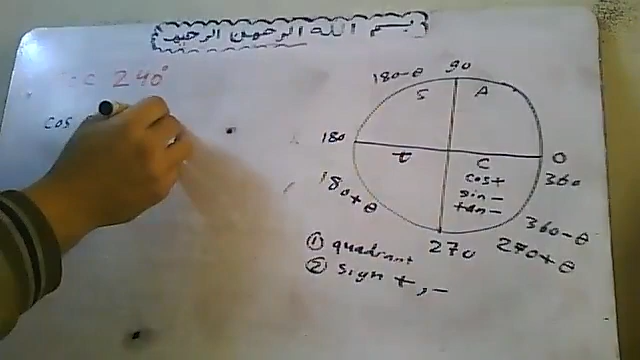 بسم الله الرحمن الرحيم
240°
cos
90
180-θ
S A
180 0
t C
360
cos+
sin-
tan-
180+θ
360-θ
270 270+θ
① quadrant
② sign +,-